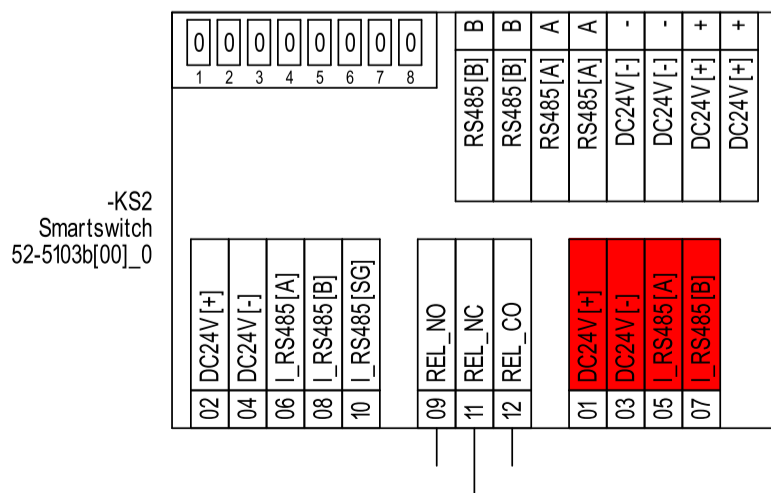 0 0 0 0 0 0 0 0
1 2 3 4 5 6 7 8
B B A A - - + +
RS485[B] RS485[B] RS485[A] RS485[A] DC24V[-] DC24V[-] DC24V[+] DC24V[+]
-KS2
Smartswitch
52-5103b[00]_0
DC24V[+] DC24V[-] I_RS485[A] I_RS485[B] I_RS485[SG] REL_NO REL_NC REL_CO DC24V[+] DC24V[-] I_RS485[A] I_RS485[B]
02 04 06 08 10 09 11 12 01 03 05 07